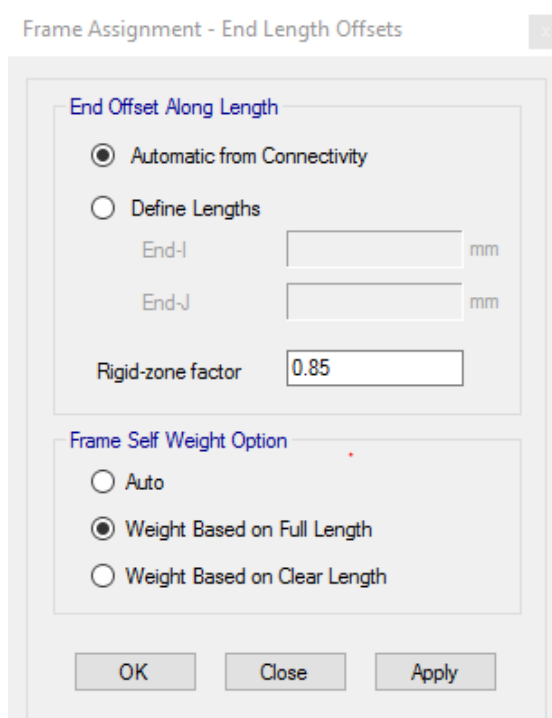 Frame Assignment - End Length Offsets
x
End Offset Along Length
Automatic from Connectivity
Define Lengths
End-I mm
End-J mm
Rigid-zone factor 0.85
Frame Self Weight Option
Auto
Weight Based on Full Length
Weight Based on Clear Length
OK Close Apply